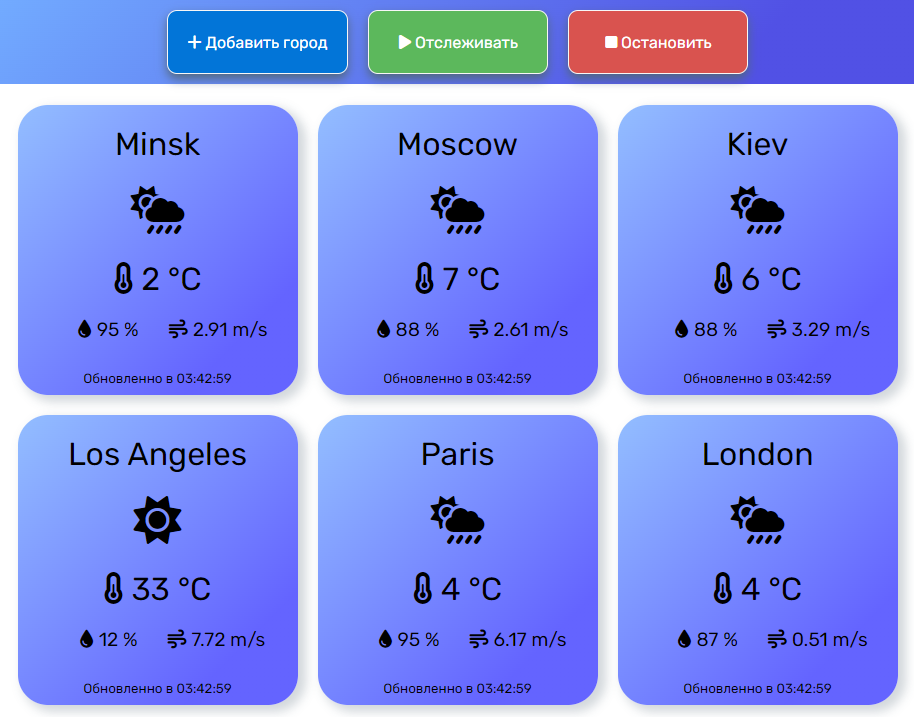 Добавить город
Отслеживать
Остановить
Minsk
2 °C
95 %
2.91 m/s
Обновленно в 03:42:59
Moscow
7 °C
88 %
2.61 m/s
Обновленно в 03:42:59
Kiev
6 °C
88 %
3.29 m/s
Обновленно в 03:42:59
Los Angeles
33 °C
12 %
7.72 m/s
Обновленно в 03:42:59
Paris
4 °C
95 %
6.17 m/s
Обновленно в 03:42:59
London
4 °C
87 %
0.51 m/s
Обновленно в 03:42:59